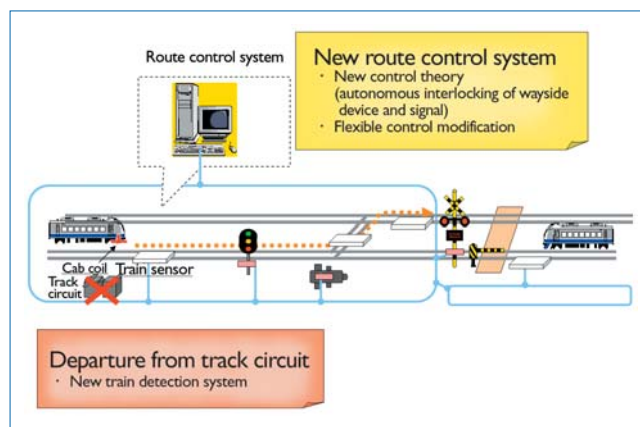 Route control system
New route control system
· New control theory
(autonomous interlocking of wayside
device and signal)
· Flexible control modification
Cab coil
Train sensor
Track
circuit
Departure from track circuit
· New train detection system